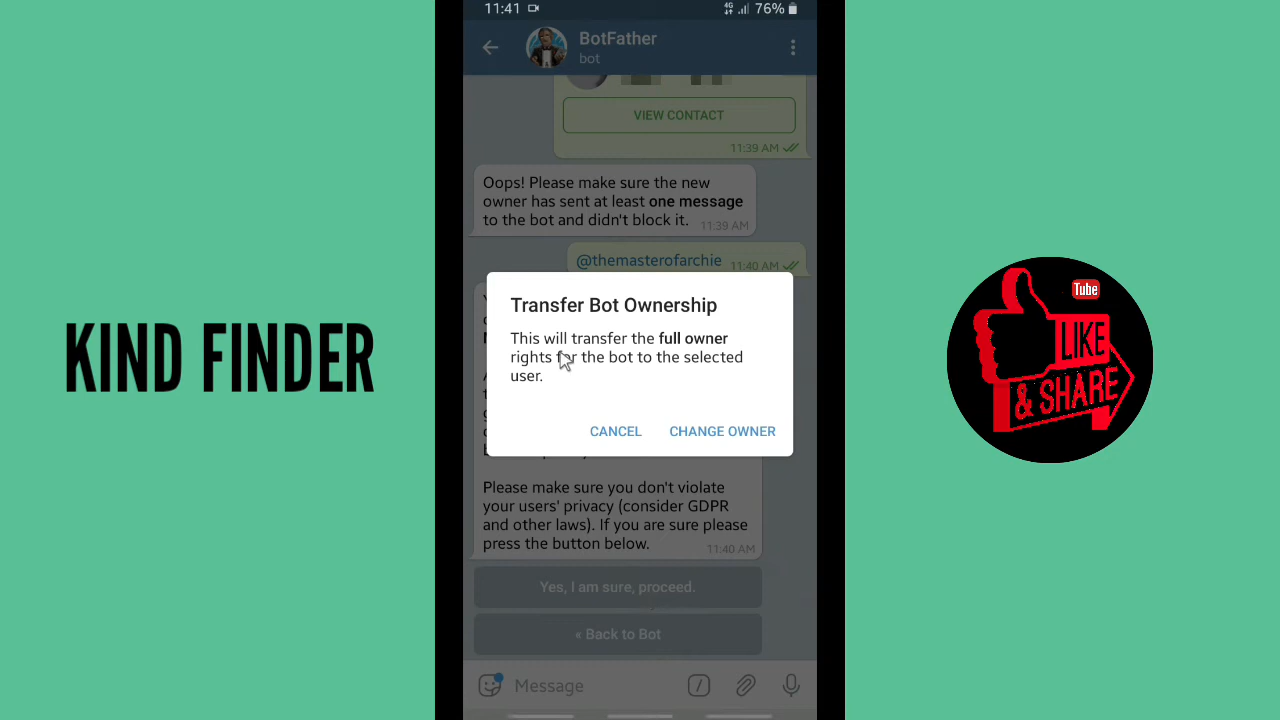 11:41
4G 76%
BotFather
bot
VIEW CONTACT
11:39 AM
Oops! Please make sure the new
owner has sent at least one message
to the bot and didn't block it.
11:39 AM
@themasterofarchie
11:40 AM
Transfer Bot Ownership
This will transfer the full owner
rights for the bot to the selected
user.
CANCEL CHANGE OWNER
Please make sure you don't violate
your users' privacy (consider GDPR
and other laws). If you are sure please
press the button below.
11:40 AM
Yes, I am sure, proceed.
« Back to Bot
Message
KIND FINDER
Tube
LIKE
& SHARE